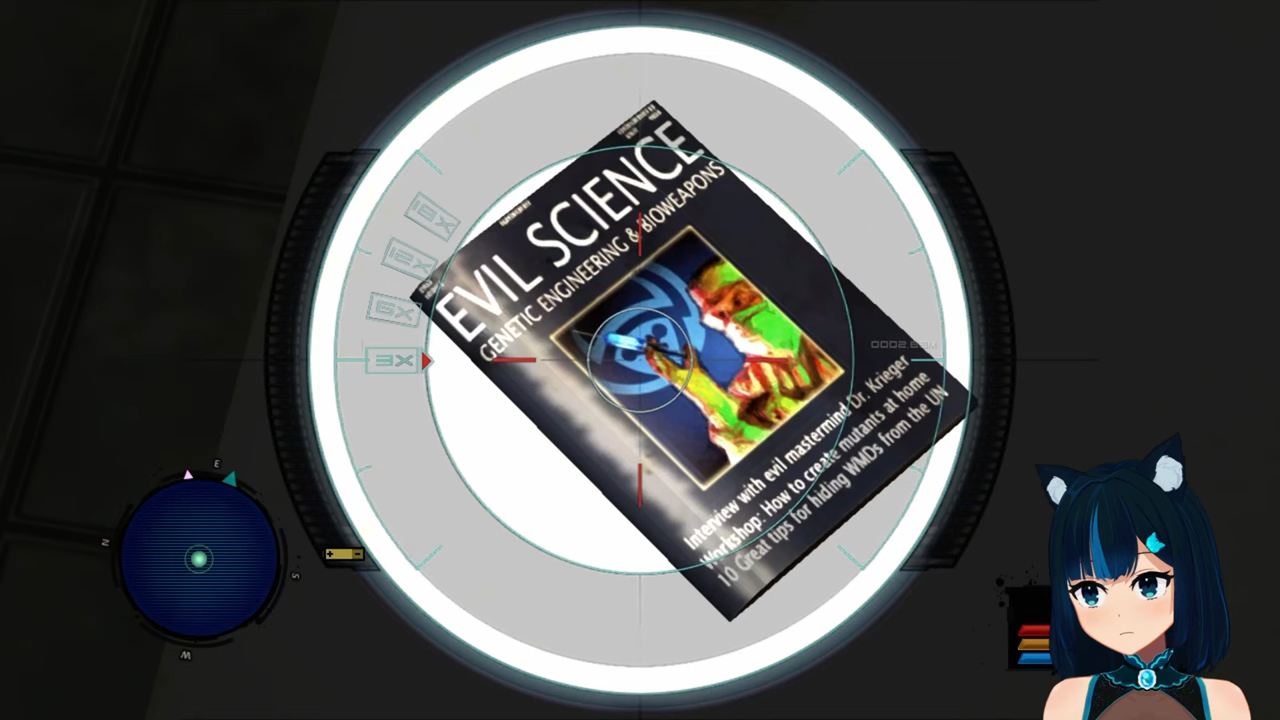 EVIL SCIENCE
GENETIC ENGINEERING & BIOWEAPONS
Interview with evil mastermind Dr. Krieger
Workshop: How to create mutants at home
10 Great tips for hiding WMDs from the UN
18X
12X
6X
3X
E
N
S
W